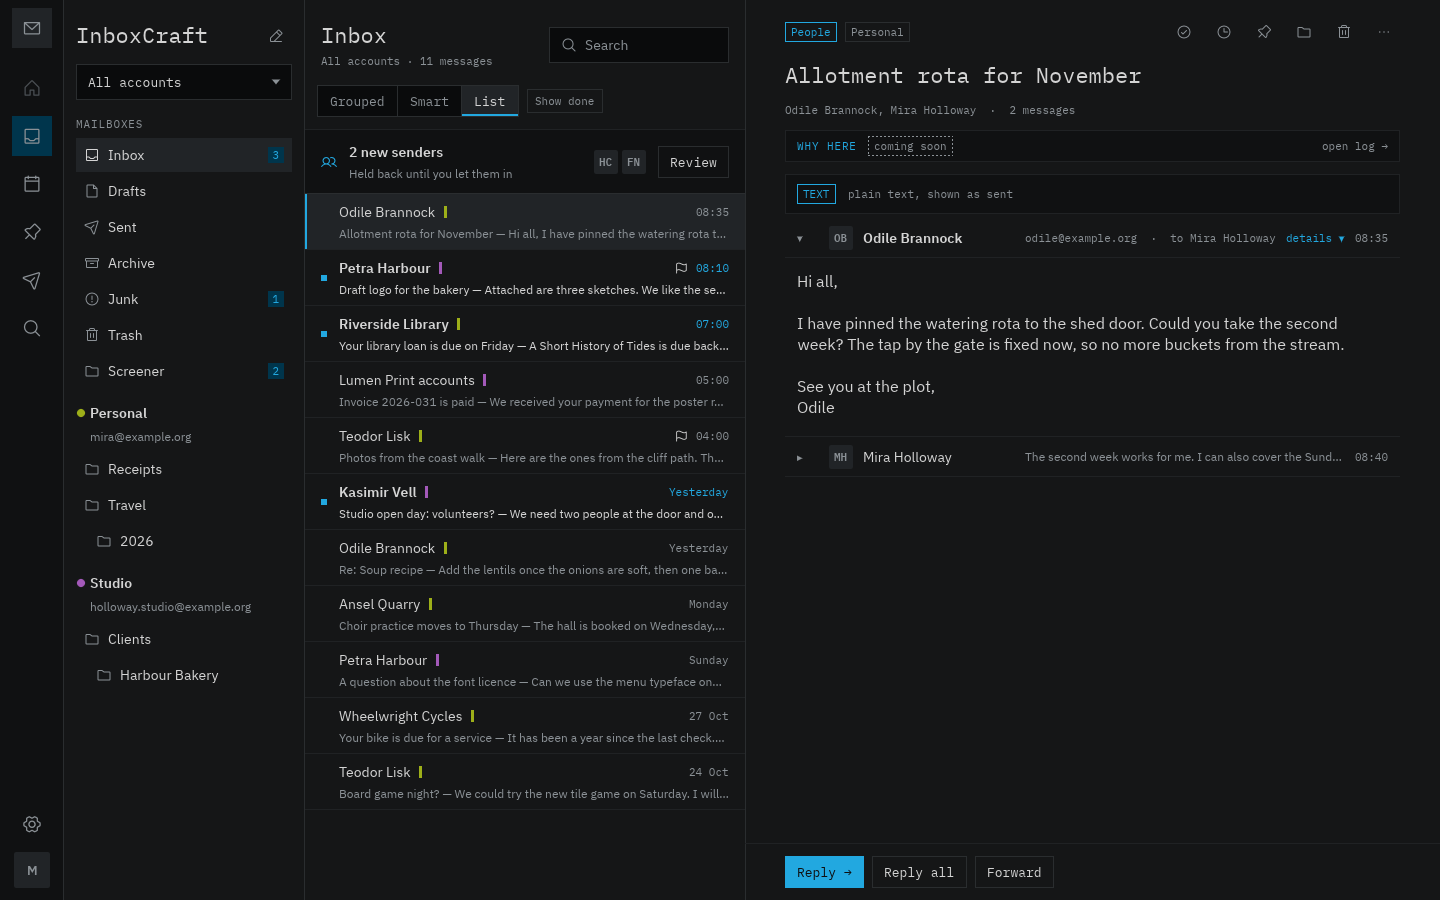 InboxCraft
All accounts
MAILBOXES
Inbox 3
Drafts
Sent
Archive
Junk 1
Trash
Screener 2
Personal
mira@example.org
Receipts
Travel
2026
Studio
holloway.studio@example.org
Clients
Harbour Bakery
M
Inbox
All accounts · 11 messages
Search
Grouped Smart List Show done
2 new senders
Held back until you let them in
HC FN Review
Odile Brannock 08:35
Allotment rota for November — Hi all, I have pinned the watering rota t…
Petra Harbour 08:10
Draft logo for the bakery — Attached are three sketches. We like the se…
Riverside Library 07:00
Your library loan is due on Friday — A Short History of Tides is due back…
Lumen Print accounts 05:00
Invoice 2026-031 is paid — We received your payment for the poster r…
Teodor Lisk 04:00
Photos from the coast walk — Here are the ones from the cliff path. Th…
Kasimir Vell Yesterday
Studio open day: volunteers? — We need two people at the door and o…
Odile Brannock Yesterday
Re: Soup recipe — Add the lentils once the onions are soft, then one ba…
Ansel Quarry Monday
Choir practice moves to Thursday — The hall is booked on Wednesday,…
Petra Harbour Sunday
A question about the font licence — Can we use the menu typeface on…
Wheelwright Cycles 27 Oct
Your bike is due for a service — It has been a year since the last check.…
Teodor Lisk 24 Oct
Board game night? — We could try the new tile game on Saturday. I will…
People Personal
Allotment rota for November
Odile Brannock, Mira Holloway · 2 messages
WHY HERE coming soon open log →
TEXT plain text, shown as sent
OB Odile Brannock odile@example.org · to Mira Holloway details ▾ 08:35
Hi all,
I have pinned the watering rota to the shed door. Could you take the second
week? The tap by the gate is fixed now, so no more buckets from the stream.
See you at the plot,
Odile
MH Mira Holloway The second week works for me. I can also cover the Sund… 08:40
Reply → Reply all Forward